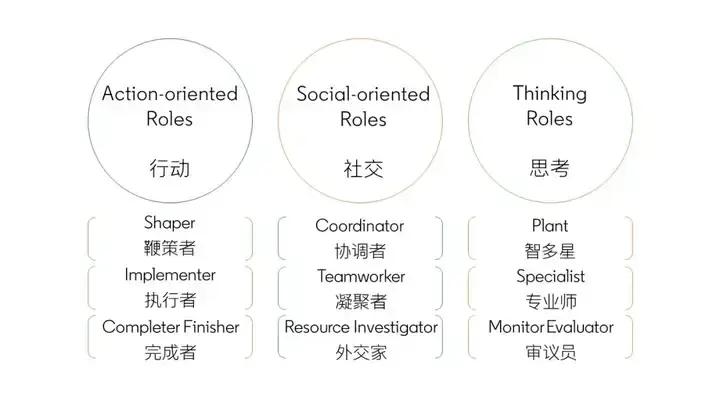 Action-oriented
Roles
行动
Shaper
鞭策者
Implementer
执行者
Completer Finisher
完成者
Social-oriented
Roles
社交
Coordinator
协调者
Teamworker
凝聚者
Resource Investigator
外交家
Thinking
Roles
思考
Plant
智多星
Specialist
专业师
Monitor Evaluator
审议员